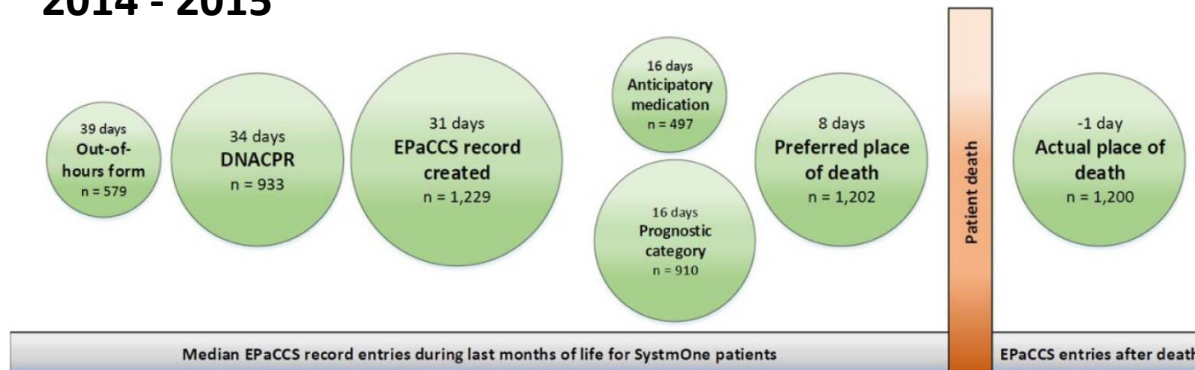 2014 - 2015
39 days
Out-of-
hours form
n = 579
34 days
DNACPR
n = 933
31 days
EPaCCS record
created
n = 1,229
16 days
Anticipatory
medication
n = 497
16 days
Prognostic
category
n = 910
8 days
Preferred place
of death
n = 1,202
Patient death
-1 day
Actual place of
death
n = 1,200
Median EPaCCS record entries during last months of life for SystmOne patients
EPaCCS entries after death